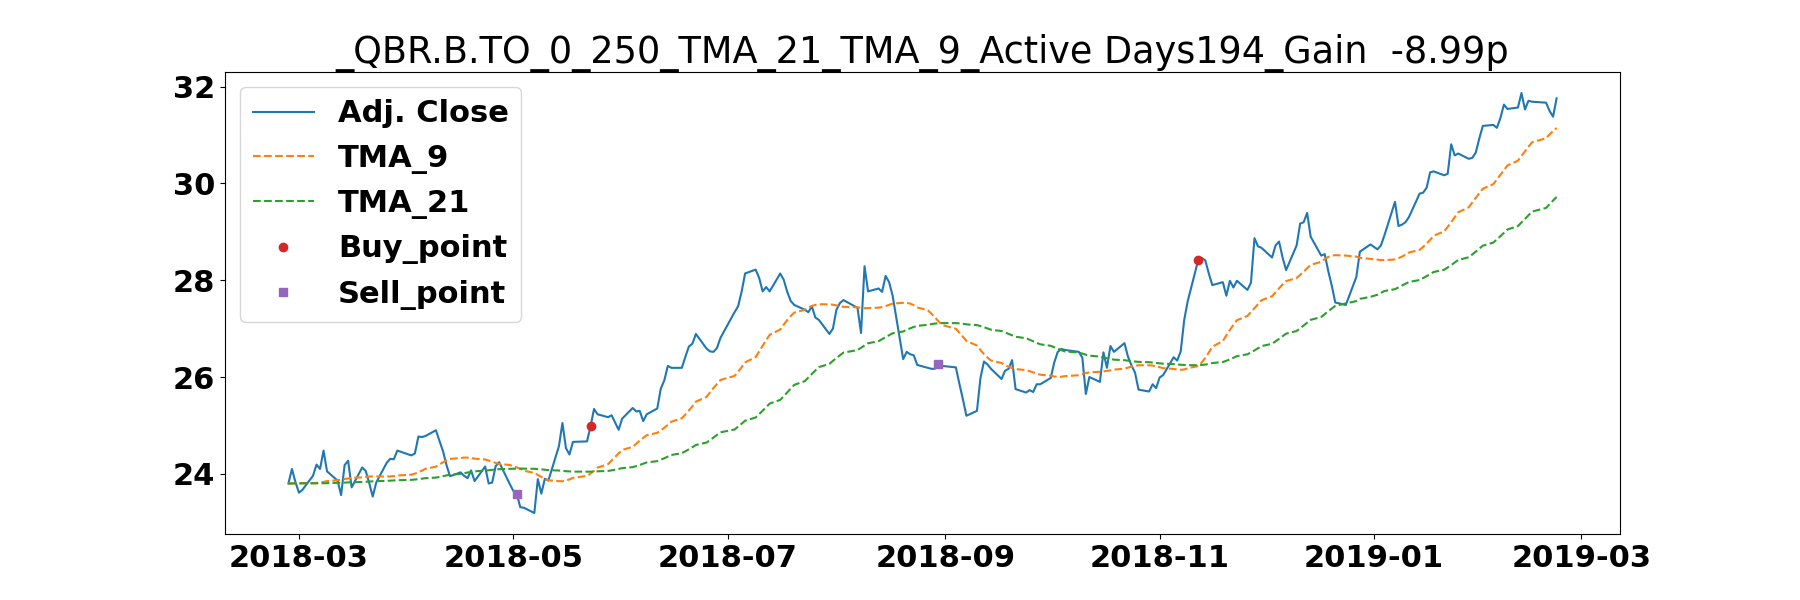 _QBR.B.TO_0_250_TMA_21_TMA_9_Active Days194_Gain  -8.99p
32
30
28
26
24
Adj. Close
TMA_9
TMA_21
Buy_point
Sell_point
2018-03 2018-05 2018-07 2018-09 2018-11 2019-01 2019-03